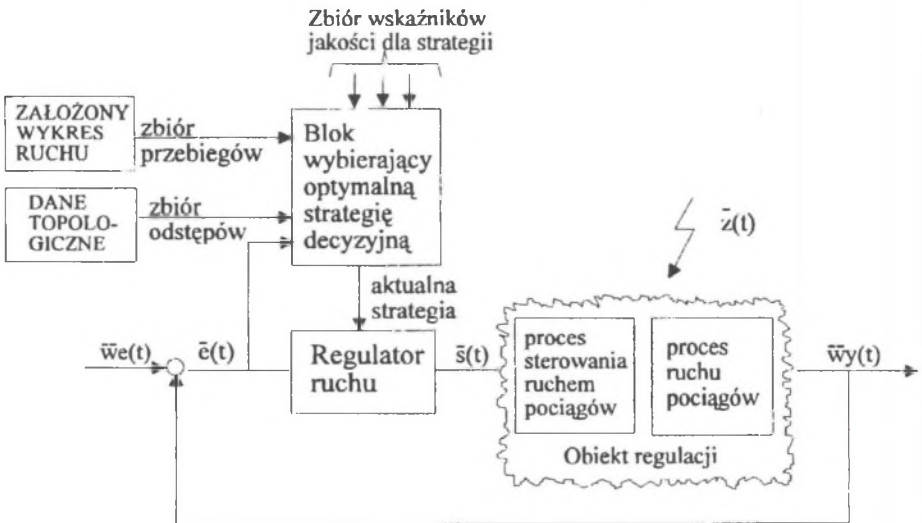 Zbiór wskaźników
jakości dla strategii
ZAŁOŻONY
WYKRES
RUCHU
zbiór
przebiegów
Blok
wybierający
optymalną
strategię
decyzyjną
DANE
TOPOLO-
GICZNE
zbiór
odstępów
z̄(t)
aktualna
strategia
w̄e(t)
ē(t)
Regulator
ruchu
s̄(t)
proces
sterowania
ruchem
pociągów
proces
ruchu
pociągów
w̄y(t)
Obiekt regulacji